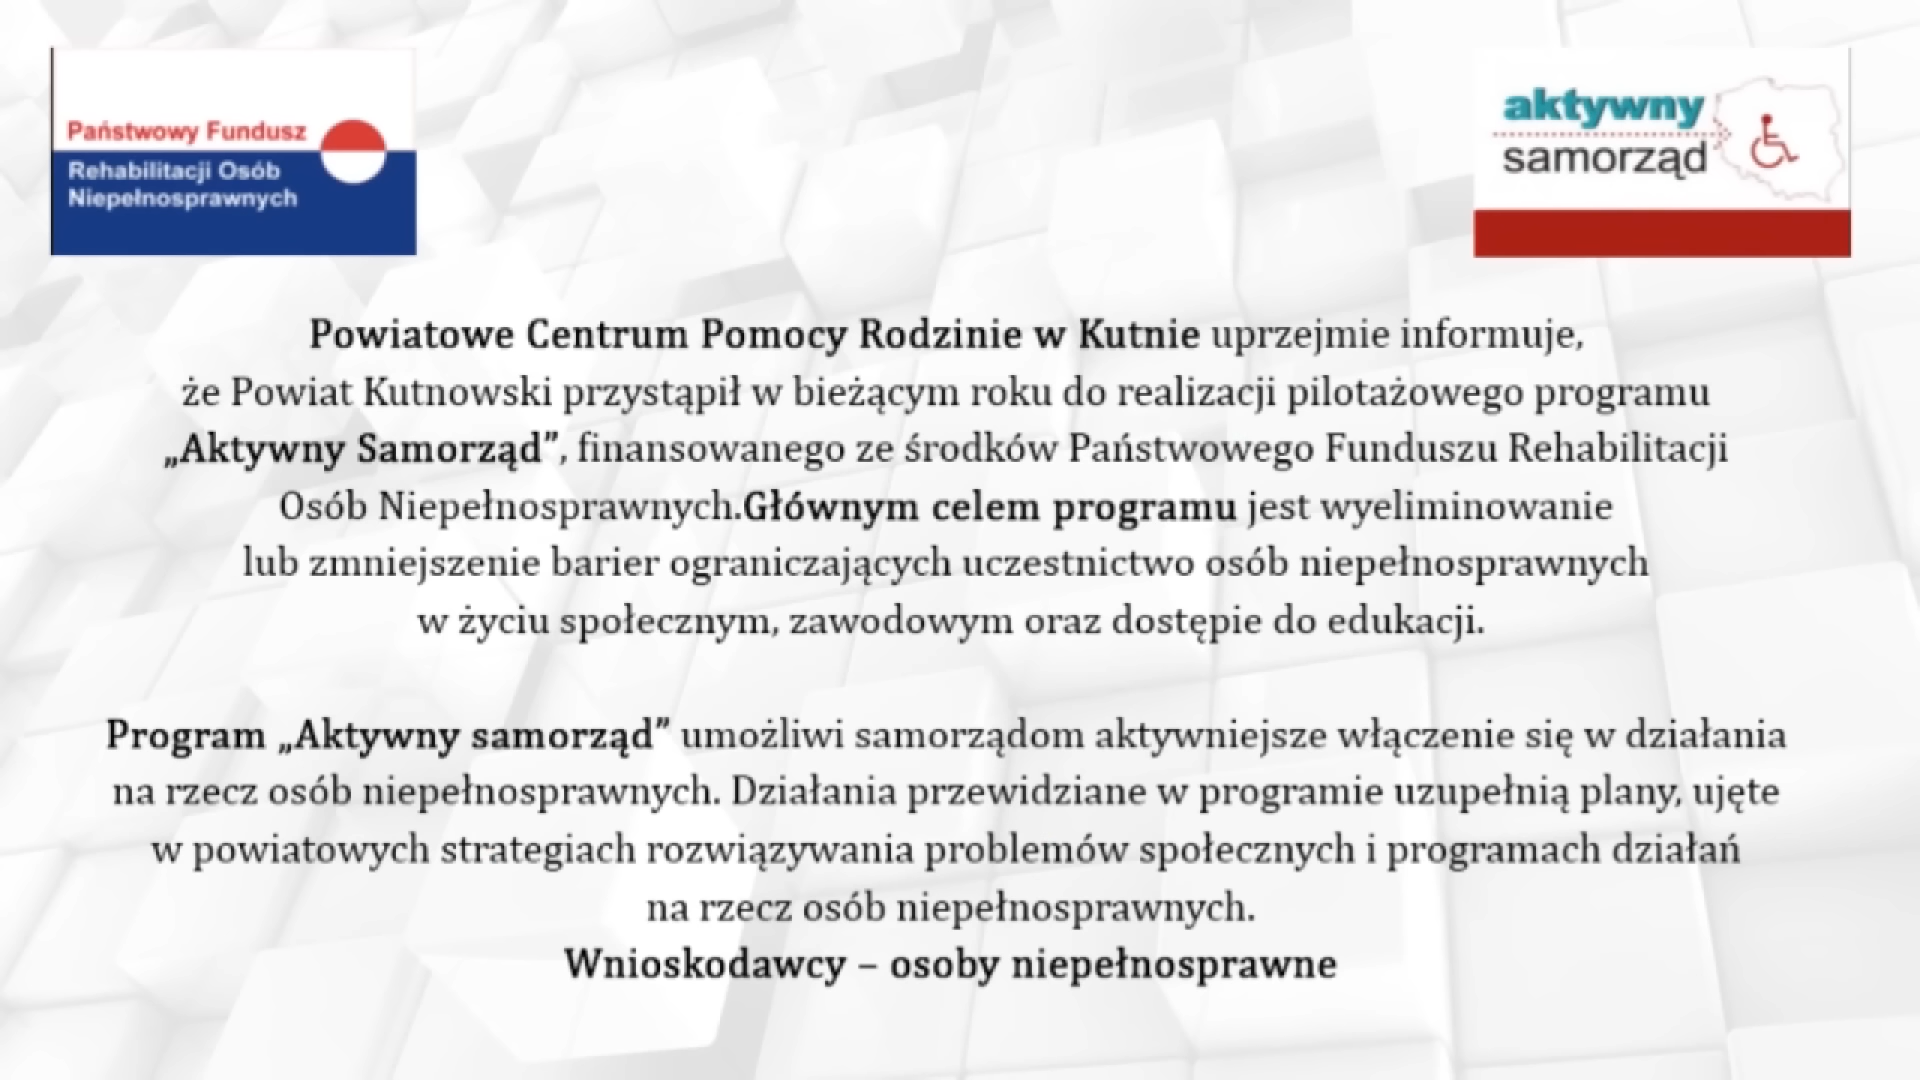 Państwowy Fundusz
Rehabilitacji Osób
Niepełnosprawnych
aktywny
samorząd
Powiatowe Centrum Pomocy Rodzinie w Kutnie uprzejmie informuje,
że Powiat Kutnowski przystąpił w bieżącym roku do realizacji pilotażowego programu
„Aktywny Samorząd”, finansowanego ze środków Państwowego Funduszu Rehabilitacji
Osób Niepełnosprawnych.Głównym celem programu jest wyeliminowanie
lub zmniejszenie barier ograniczających uczestnictwo osób niepełnosprawnych
w życiu społecznym, zawodowym oraz dostępie do edukacji.
Program „Aktywny samorząd” umożliwi samorządom aktywniejsze włączenie się w działania
na rzecz osób niepełnosprawnych. Działania przewidziane w programie uzupełnią plany, ujęte
w powiatowych strategiach rozwiązywania problemów społecznych i programach działań
na rzecz osób niepełnosprawnych.
Wnioskodawcy – osoby niepełnosprawne